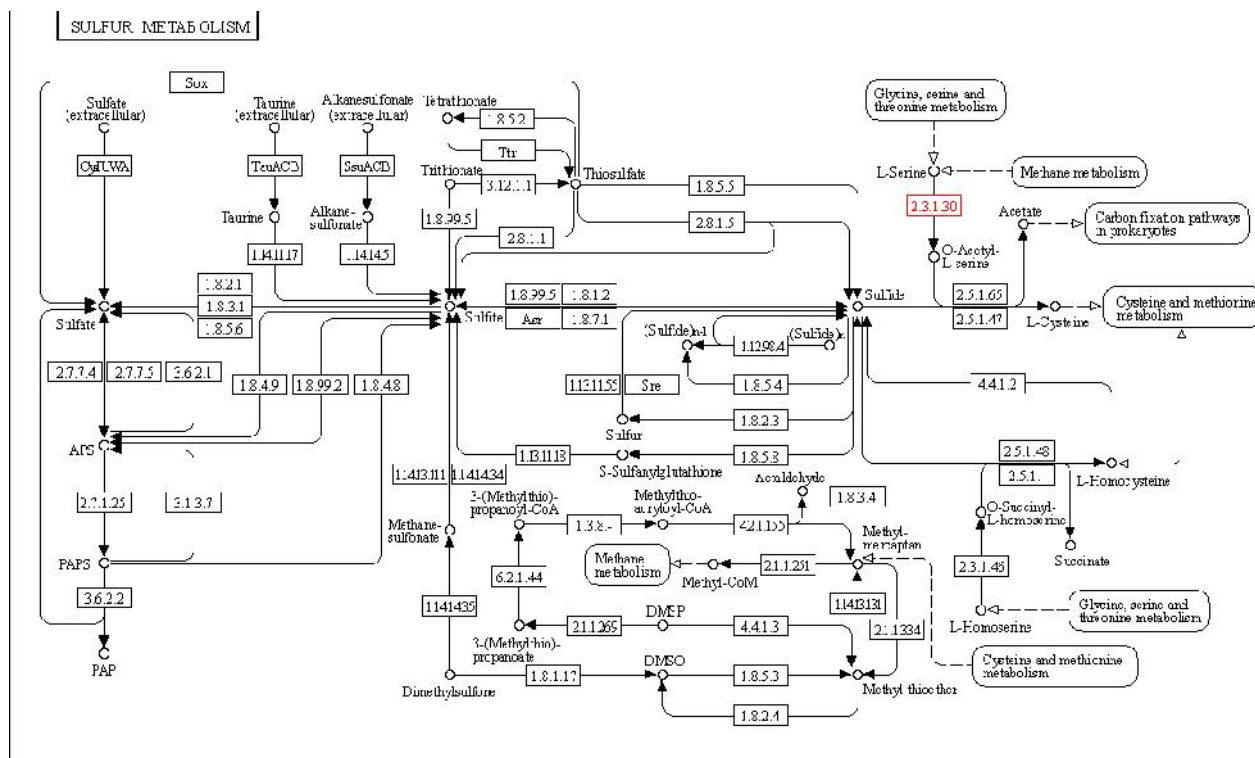 SULFUR METABOLISM
Sox
Sulfate
(extracellular)
Taurine
(extracellular)
Alkanesulfonate
(extracellular)
Tetrathionate
1.8.5.2
Glycine, serine and
threonine metabolism
TauACB
SsuACB
Ttr
Trithionate
3.12.1.1
Thiosulfate
1.8.5.5
L-Serine
Methane metabolism
2.3.1.30
Acetate
Carbon fixation pathways
in prokaryotes
Taurine
Alkane-
sulfonate
1.8.99.5
2.8.1.5
2.8.1.1
O-Acetyl-
L-serine
1.14.11.17
1.14.14.5
1.8.2.1
1.8.3.1
1.8.5.6
Sulfate
Sulfite
1.8.99.5
1.8.1.2
Asr
1.8.7.1
Sulfide
2.5.1.65
2.5.1.47
L-Cysteine
Cysteine and methionine
metabolism
(Sulfide)n-1
1.12.98.4
(Sulfide)n
2.7.7.4
2.7.7.5
3.6.2.1
1.8.4.9
1.8.99.2
1.8.4.8
1.13.11.55
Sre
1.8.5.4
4.4.1.2
1.8.2.3
Sulfur
APS
1.13.11.18
1.8.5.8
S-Sulfanylglutathione
2.5.1.48
2.5.1.
L-Homocysteine
1.14.13.111
1.14.14.34
2.7.1.25
3.1.3.7
3-(Methylthio)-
propanoyl-CoA
Methylthio-
acryloyl-CoA
Acetaldehyde
1.8.3.4
O-Succinyl-
L-homoserine
Methane-
sulfonate
1.3.8.-
4.2.1.155
Methyl-
mercaptan
Succinate
PAPS
Methane
metabolism
Methyl-CoM
2.1.1.251
2.3.1.46
3.6.2.2
6.2.1.44
1.14.13.131
1.14.14.35
L-Homoserine
Glycine, serine and
threonine metabolism
2.1.1.269
DMSP
4.4.1.3
2.1.1.334
3-(Methylthio)-
propanoate
PAP
DMSO
Cysteine and methionine
metabolism
Dimethylsulfone
1.8.1.17
1.8.5.3
Methyl thioether
1.8.2.4